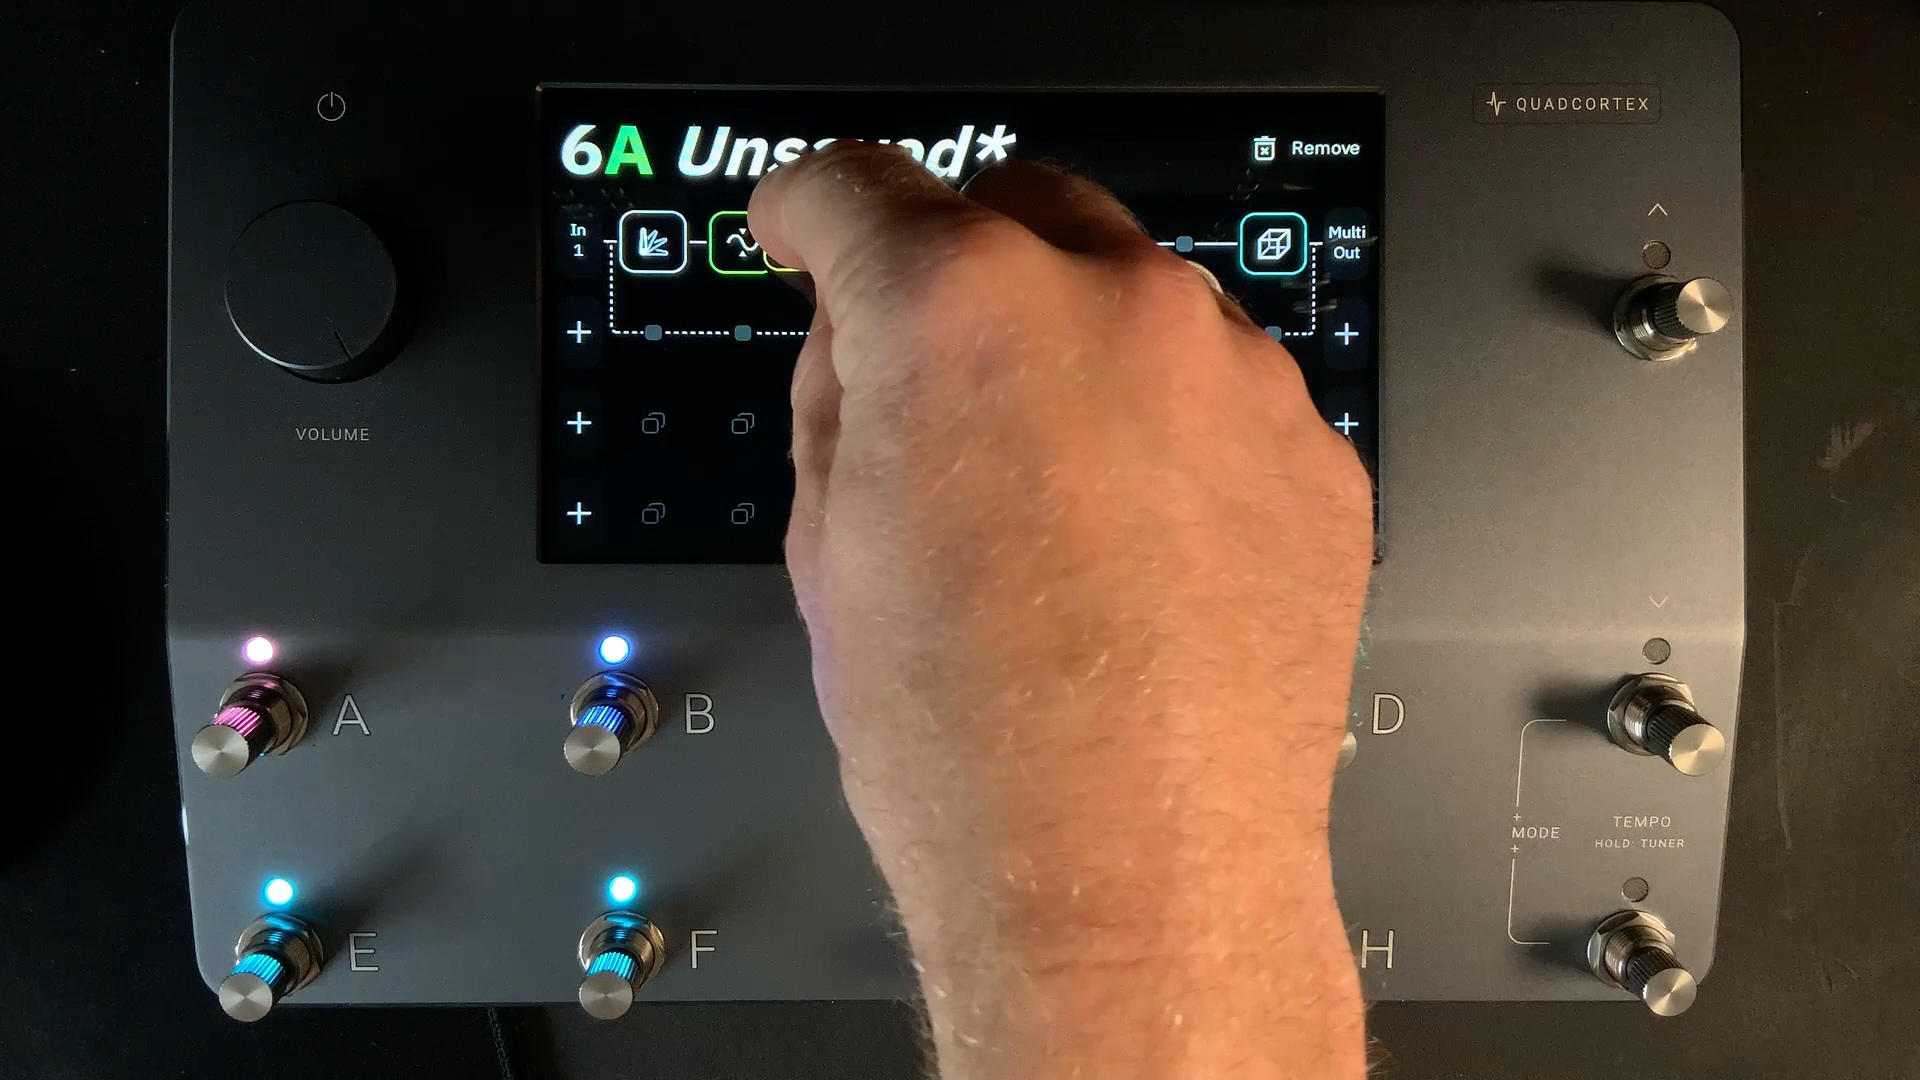 QUADCORTEX
6A
Remove
In
1
Multi
Out
VOLUME
A
B
D
MODE
TEMPO
HOLD: TUNER
E
F
H